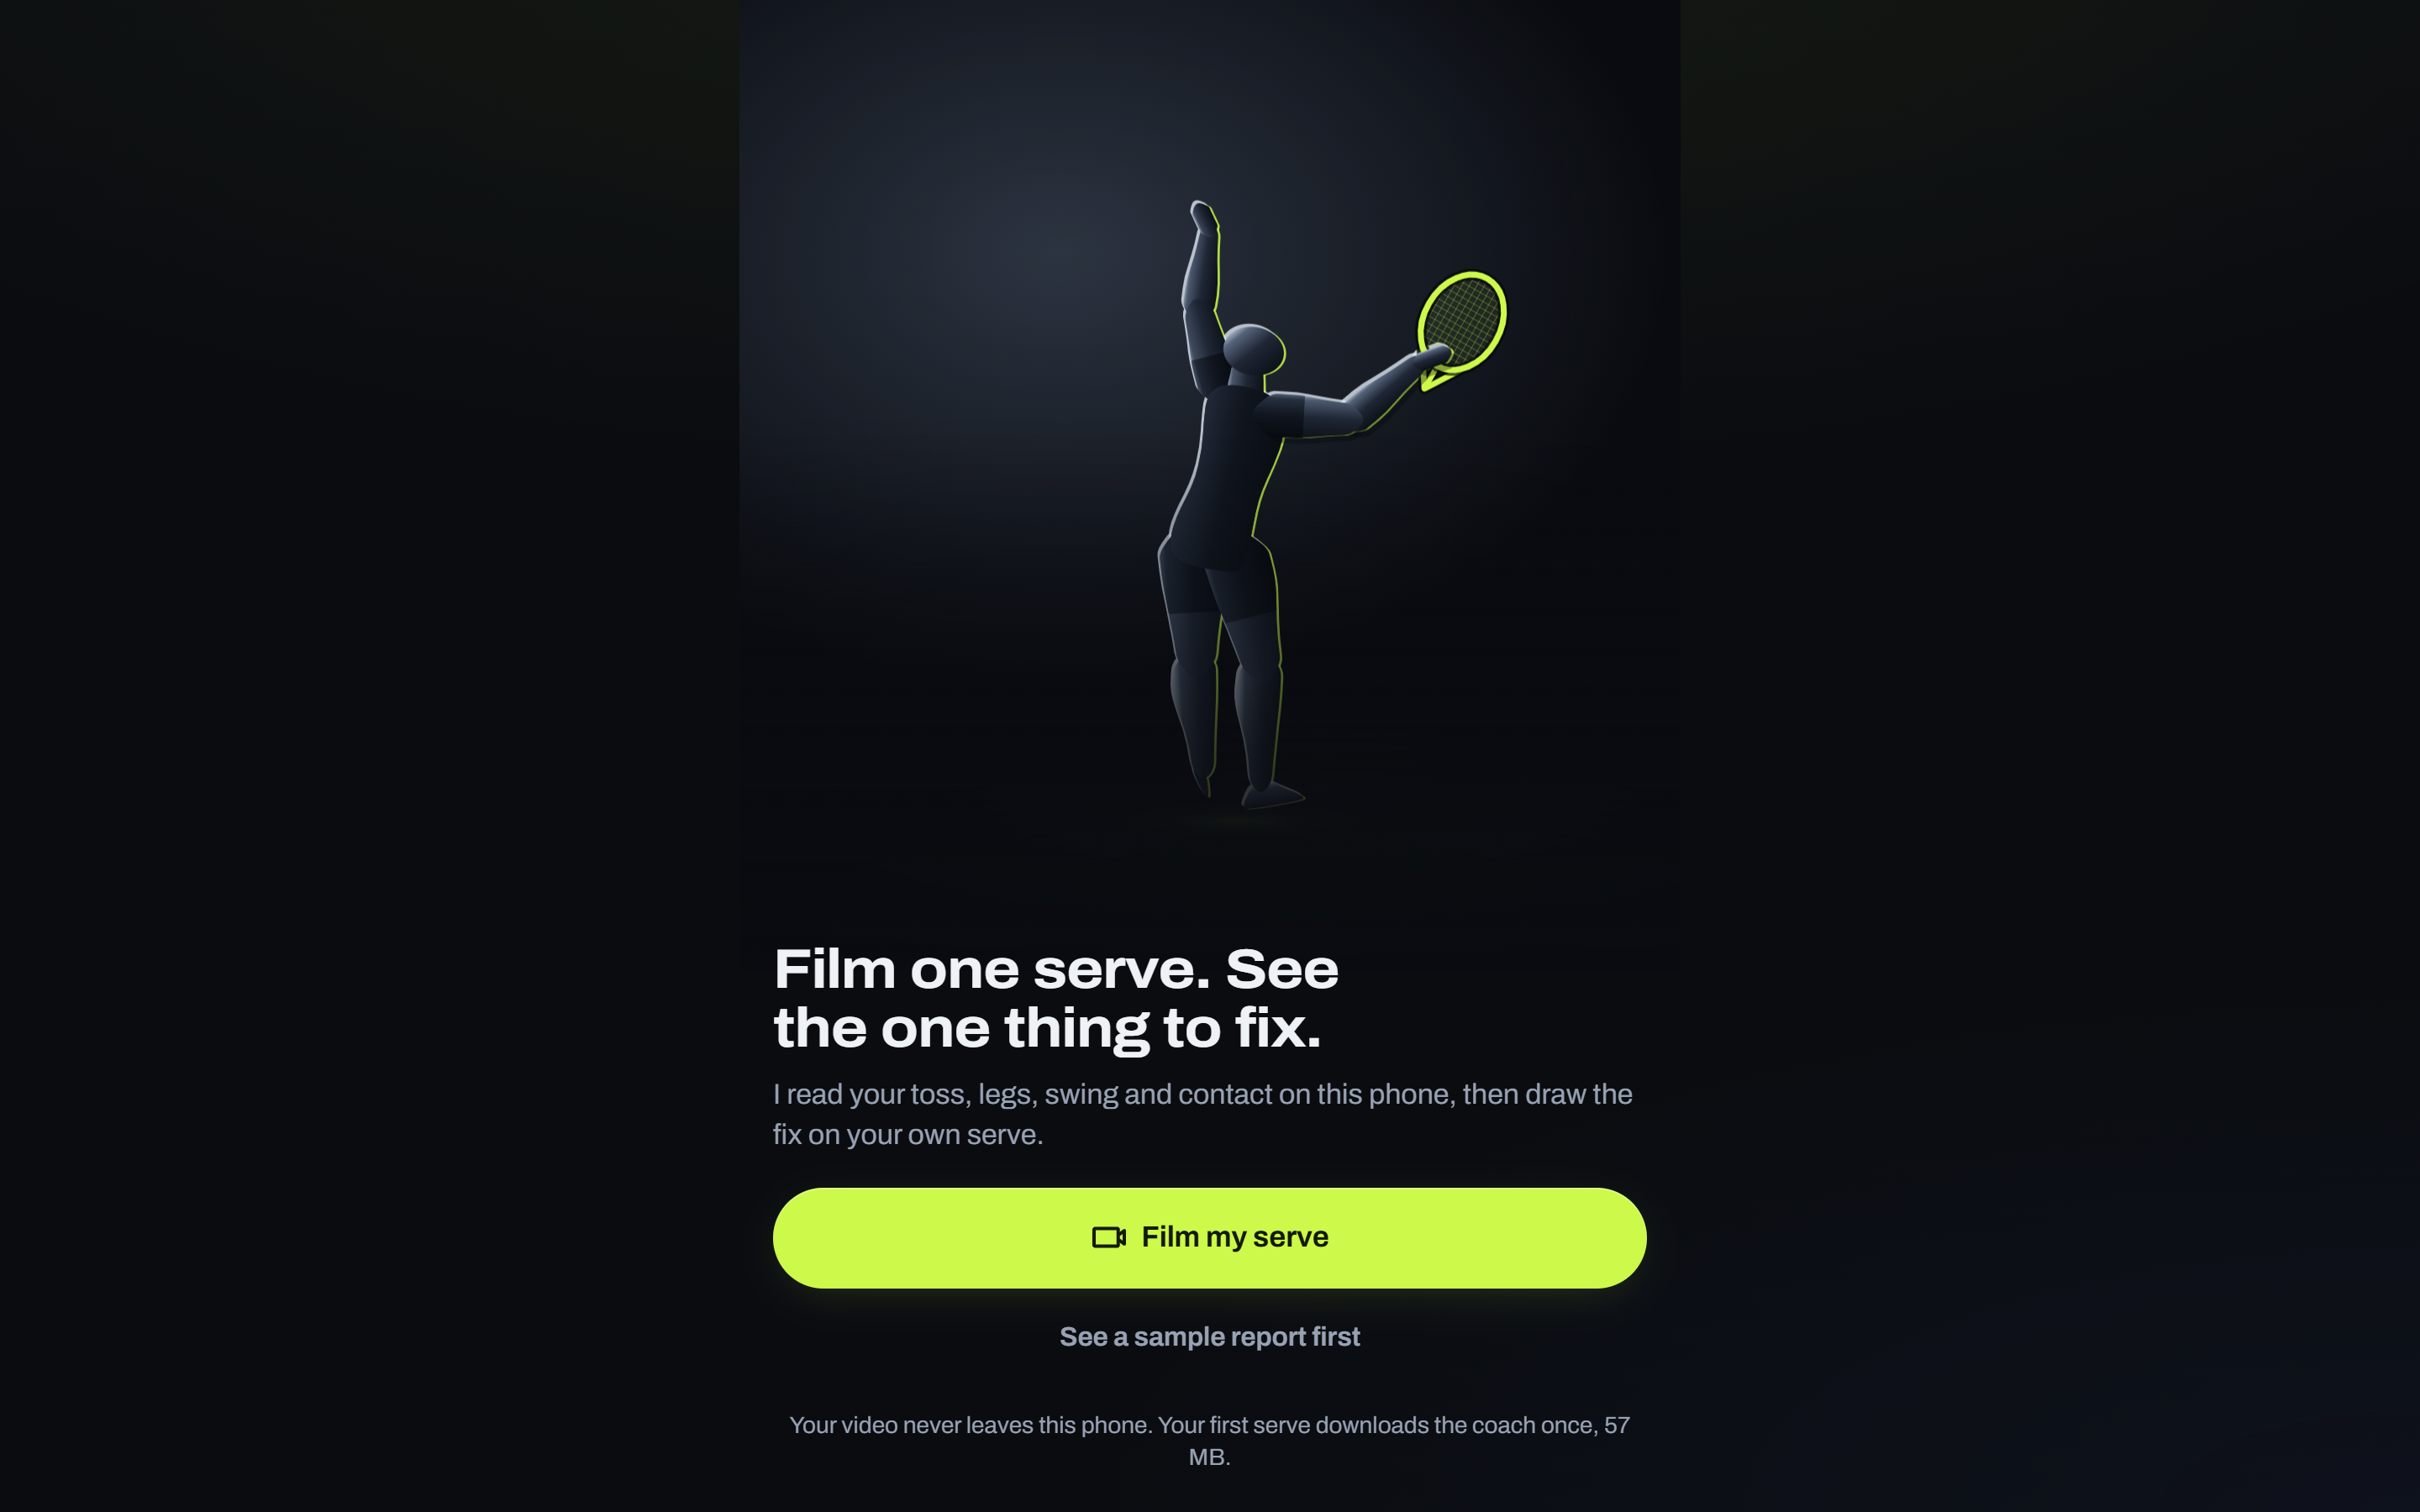 Film one serve. See
the one thing to fix.
I read your toss, legs, swing and contact on this phone, then draw the
fix on your own serve.
Film my serve
See a sample report first
Your video never leaves this phone. Your first serve downloads the coach once, 57
MB.